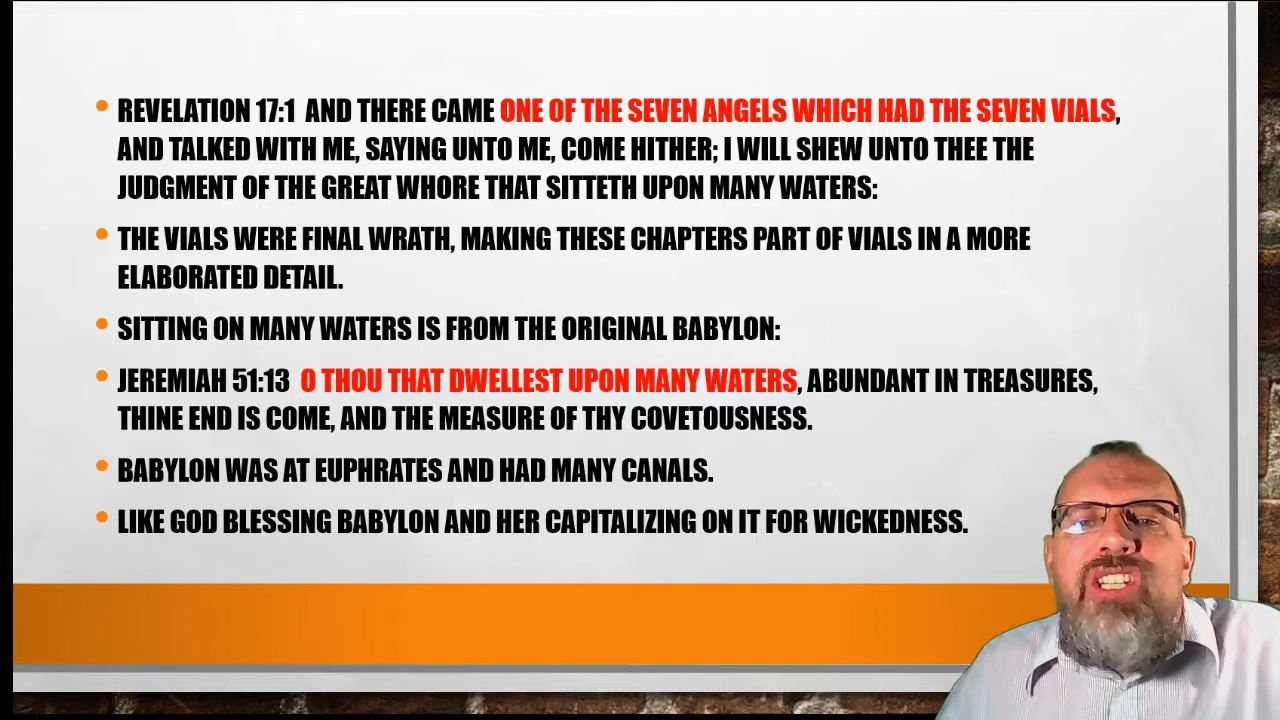 REVELATION 17:1 AND THERE CAME ONE OF THE SEVEN ANGELS WHICH HAD THE SEVEN VIALS,
AND TALKED WITH ME, SAYING UNTO ME, COME HITHER; I WILL SHEW UNTO THEE THE
JUDGMENT OF THE GREAT WHORE THAT SITTETH UPON MANY WATERS:
THE VIALS WERE FINAL WRATH, MAKING THESE CHAPTERS PART OF VIALS IN A MORE
ELABORATED DETAIL.
SITTING ON MANY WATERS IS FROM THE ORIGINAL BABYLON:
JEREMIAH 51:13 O THOU THAT DWELLEST UPON MANY WATERS, ABUNDANT IN TREASURES,
THINE END IS COME, AND THE MEASURE OF THY COVETOUSNESS.
BABYLON WAS AT EUPHRATES AND HAD MANY CANALS.
LIKE GOD BLESSING BABYLON AND HER CAPITALIZING ON IT FOR WICKEDNESS.